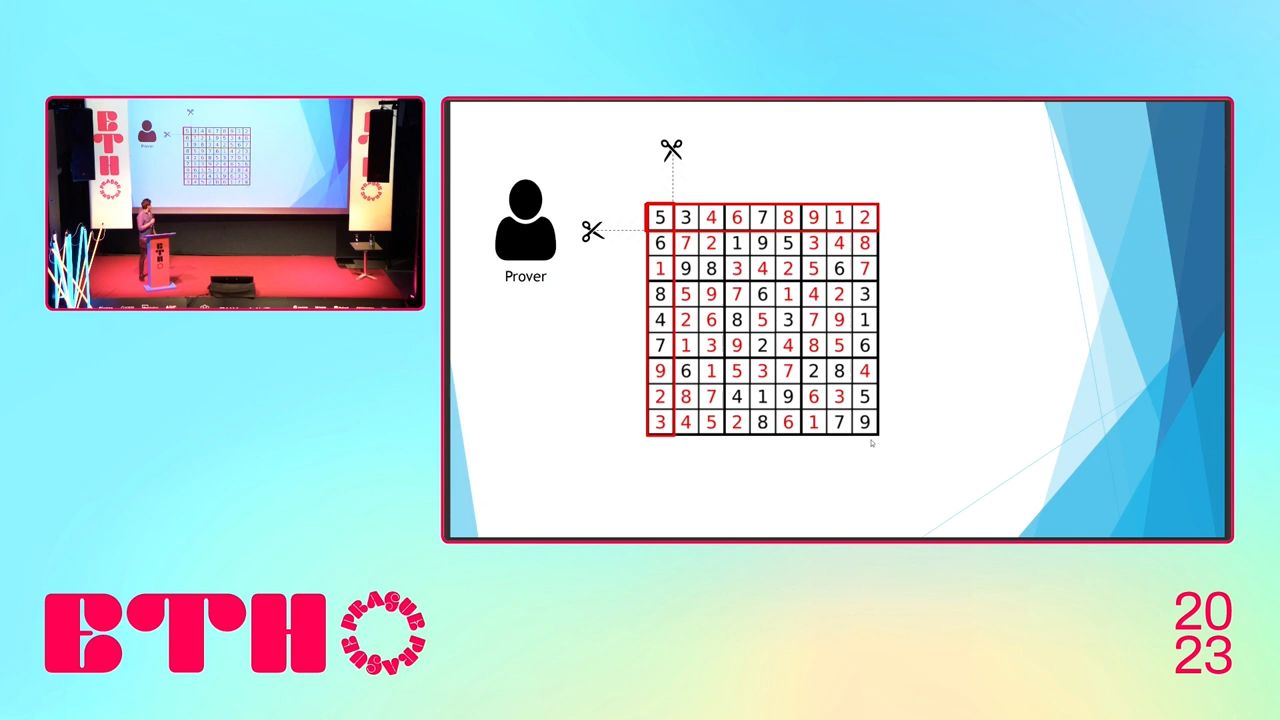 Prover
5 3 4 6 7 8 9 1 2
6 7 2 1 9 5 3 4 8
1 9 8 3 4 2 5 6 7
8 5 9 7 6 1 4 2 3
4 2 6 8 5 3 7 9 1
7 1 3 9 2 4 8 5 6
9 6 1 5 3 7 2 8 4
2 8 7 4 1 9 6 3 5
3 4 5 2 8 6 1 7 9
ETH
PRAGUE PRAGUE
20
23